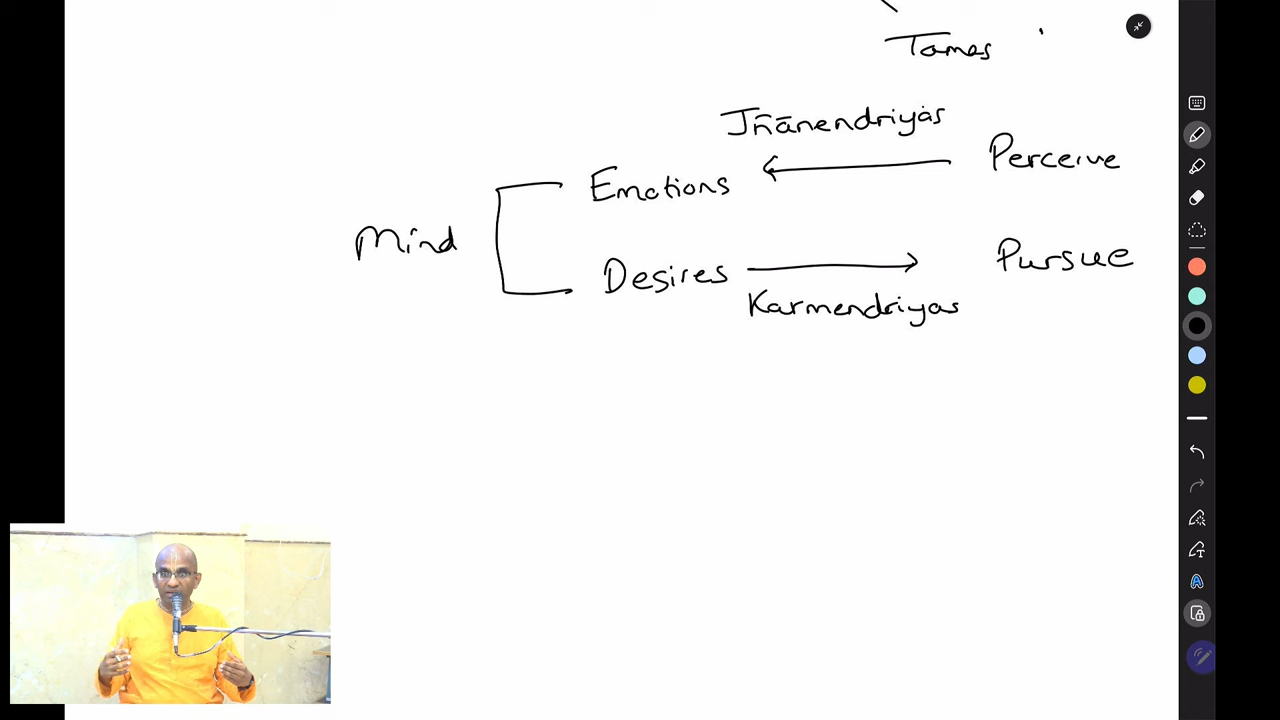 Tamas
Jñānendriyas
Emotions Perceive
Mind
Desires Pursue
Karmendriyas